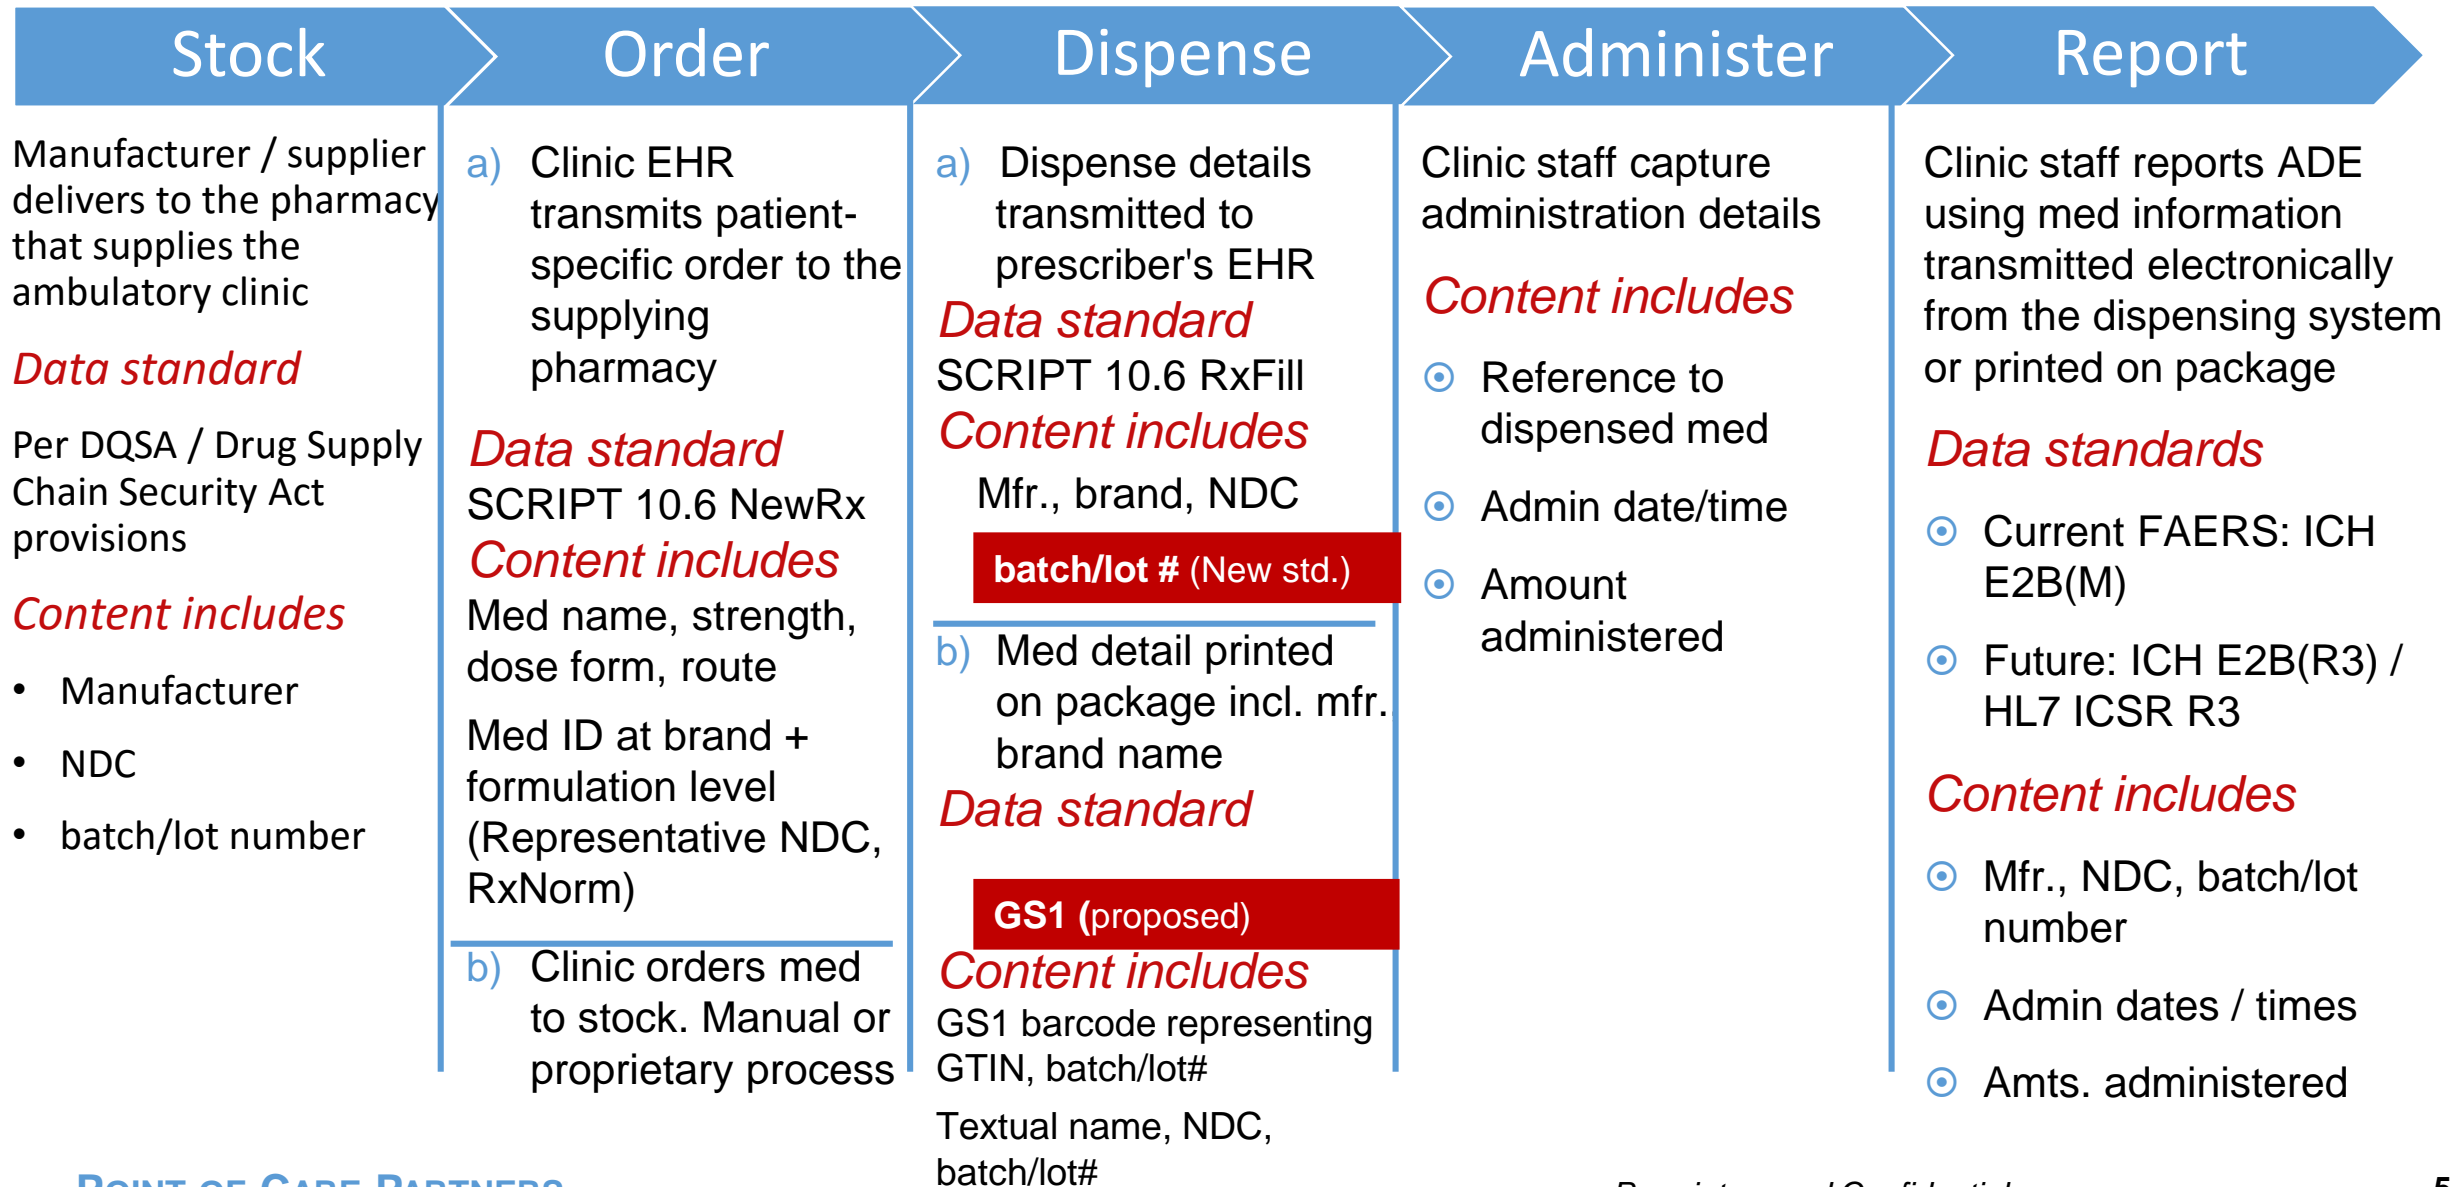 Stock
Order
Dispense
Administer
Report
Manufacturer / supplier
delivers to the pharmacy
that supplies the
ambulatory clinic
Data standard
Per DQSA / Drug Supply
Chain Security Act
provisions
Content includes
• Manufacturer
• NDC
• batch/lot number
a) Clinic EHR
transmits patient-
specific order to the
supplying
pharmacy
Data standard
SCRIPT 10.6 NewRx
Content includes
Med name, strength,
dose form, route
Med ID at brand +
formulation level
(Representative NDC,
RxNorm)
b) Clinic orders med
to stock. Manual or
proprietary process
a) Dispense details
transmitted to
prescriber's EHR
Data standard
SCRIPT 10.6 RxFill
Content includes
Mfr., brand, NDC
batch/lot # (New std.)
b) Med detail printed
on package incl. mfr.,
brand name
Data standard
GS1 (proposed)
Content includes
GS1 barcode representing
GTIN, batch/lot#
Textual name, NDC,
batch/lot#
Clinic staff capture
administration details
Content includes
Reference to
dispensed med
Admin date/time
Amount
administered
Clinic staff reports ADE
using med information
transmitted electronically
from the dispensing system
or printed on package
Data standards
Current FAERS: ICH
E2B(M)
Future: ICH E2B(R3) /
HL7 ICSR R3
Content includes
Mfr., NDC, batch/lot
number
Admin dates / times
Amts. administered
POINT OF CARE PARTNERS
Proprietary and Confidential
5